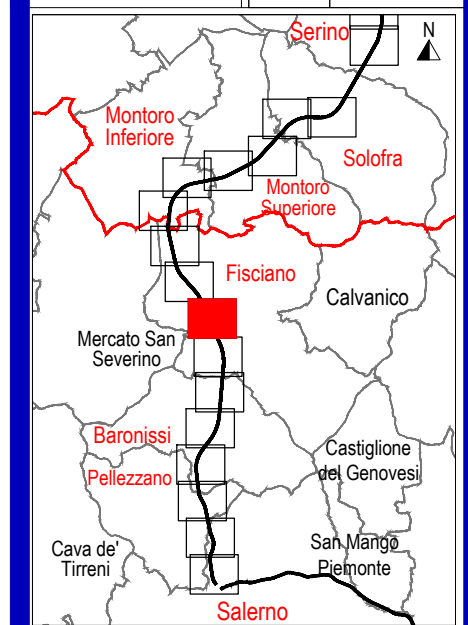 Serino
N
Montoro
Inferiore
Solofra
Montoro
Superiore
Fisciano
Calvanico
Mercato San
Severino
Baronissi
Castiglione
del Genovesi
Pellezzano
Cava de'
Tirreni
San Mango
Piemonte
Salerno